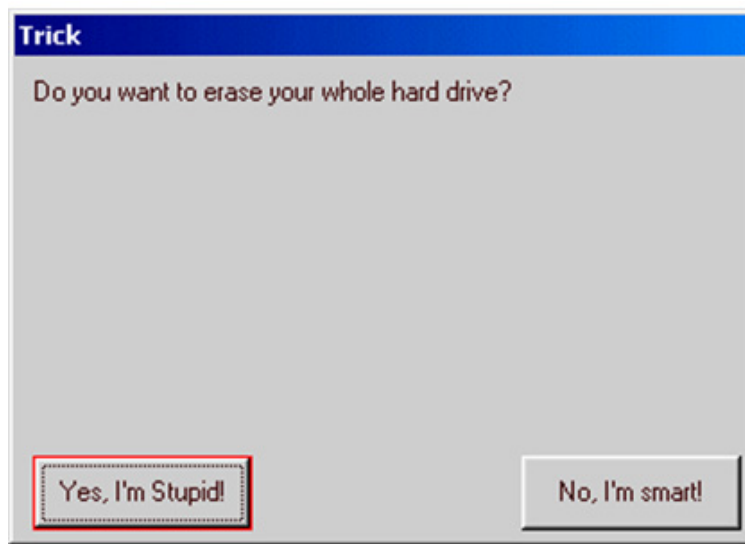 Trick
Do you want to erase your whole hard drive?
Yes, I'm Stupid!
No, I'm smart!